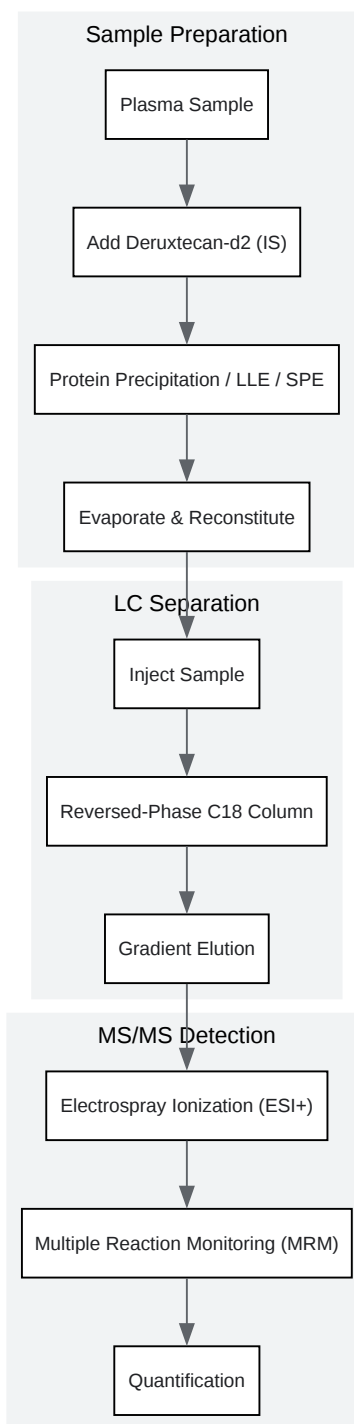 Sample Preparation
Plasma Sample
Add Deruxtecan-d2 (IS)
Protein Precipitation / LLE / SPE
Evaporate & Reconstitute
LC Separation
Inject Sample
Reversed-Phase C18 Column
Gradient Elution
MS/MS Detection
Electrospray Ionization (ESI+)
Multiple Reaction Monitoring (MRM)
Quantification